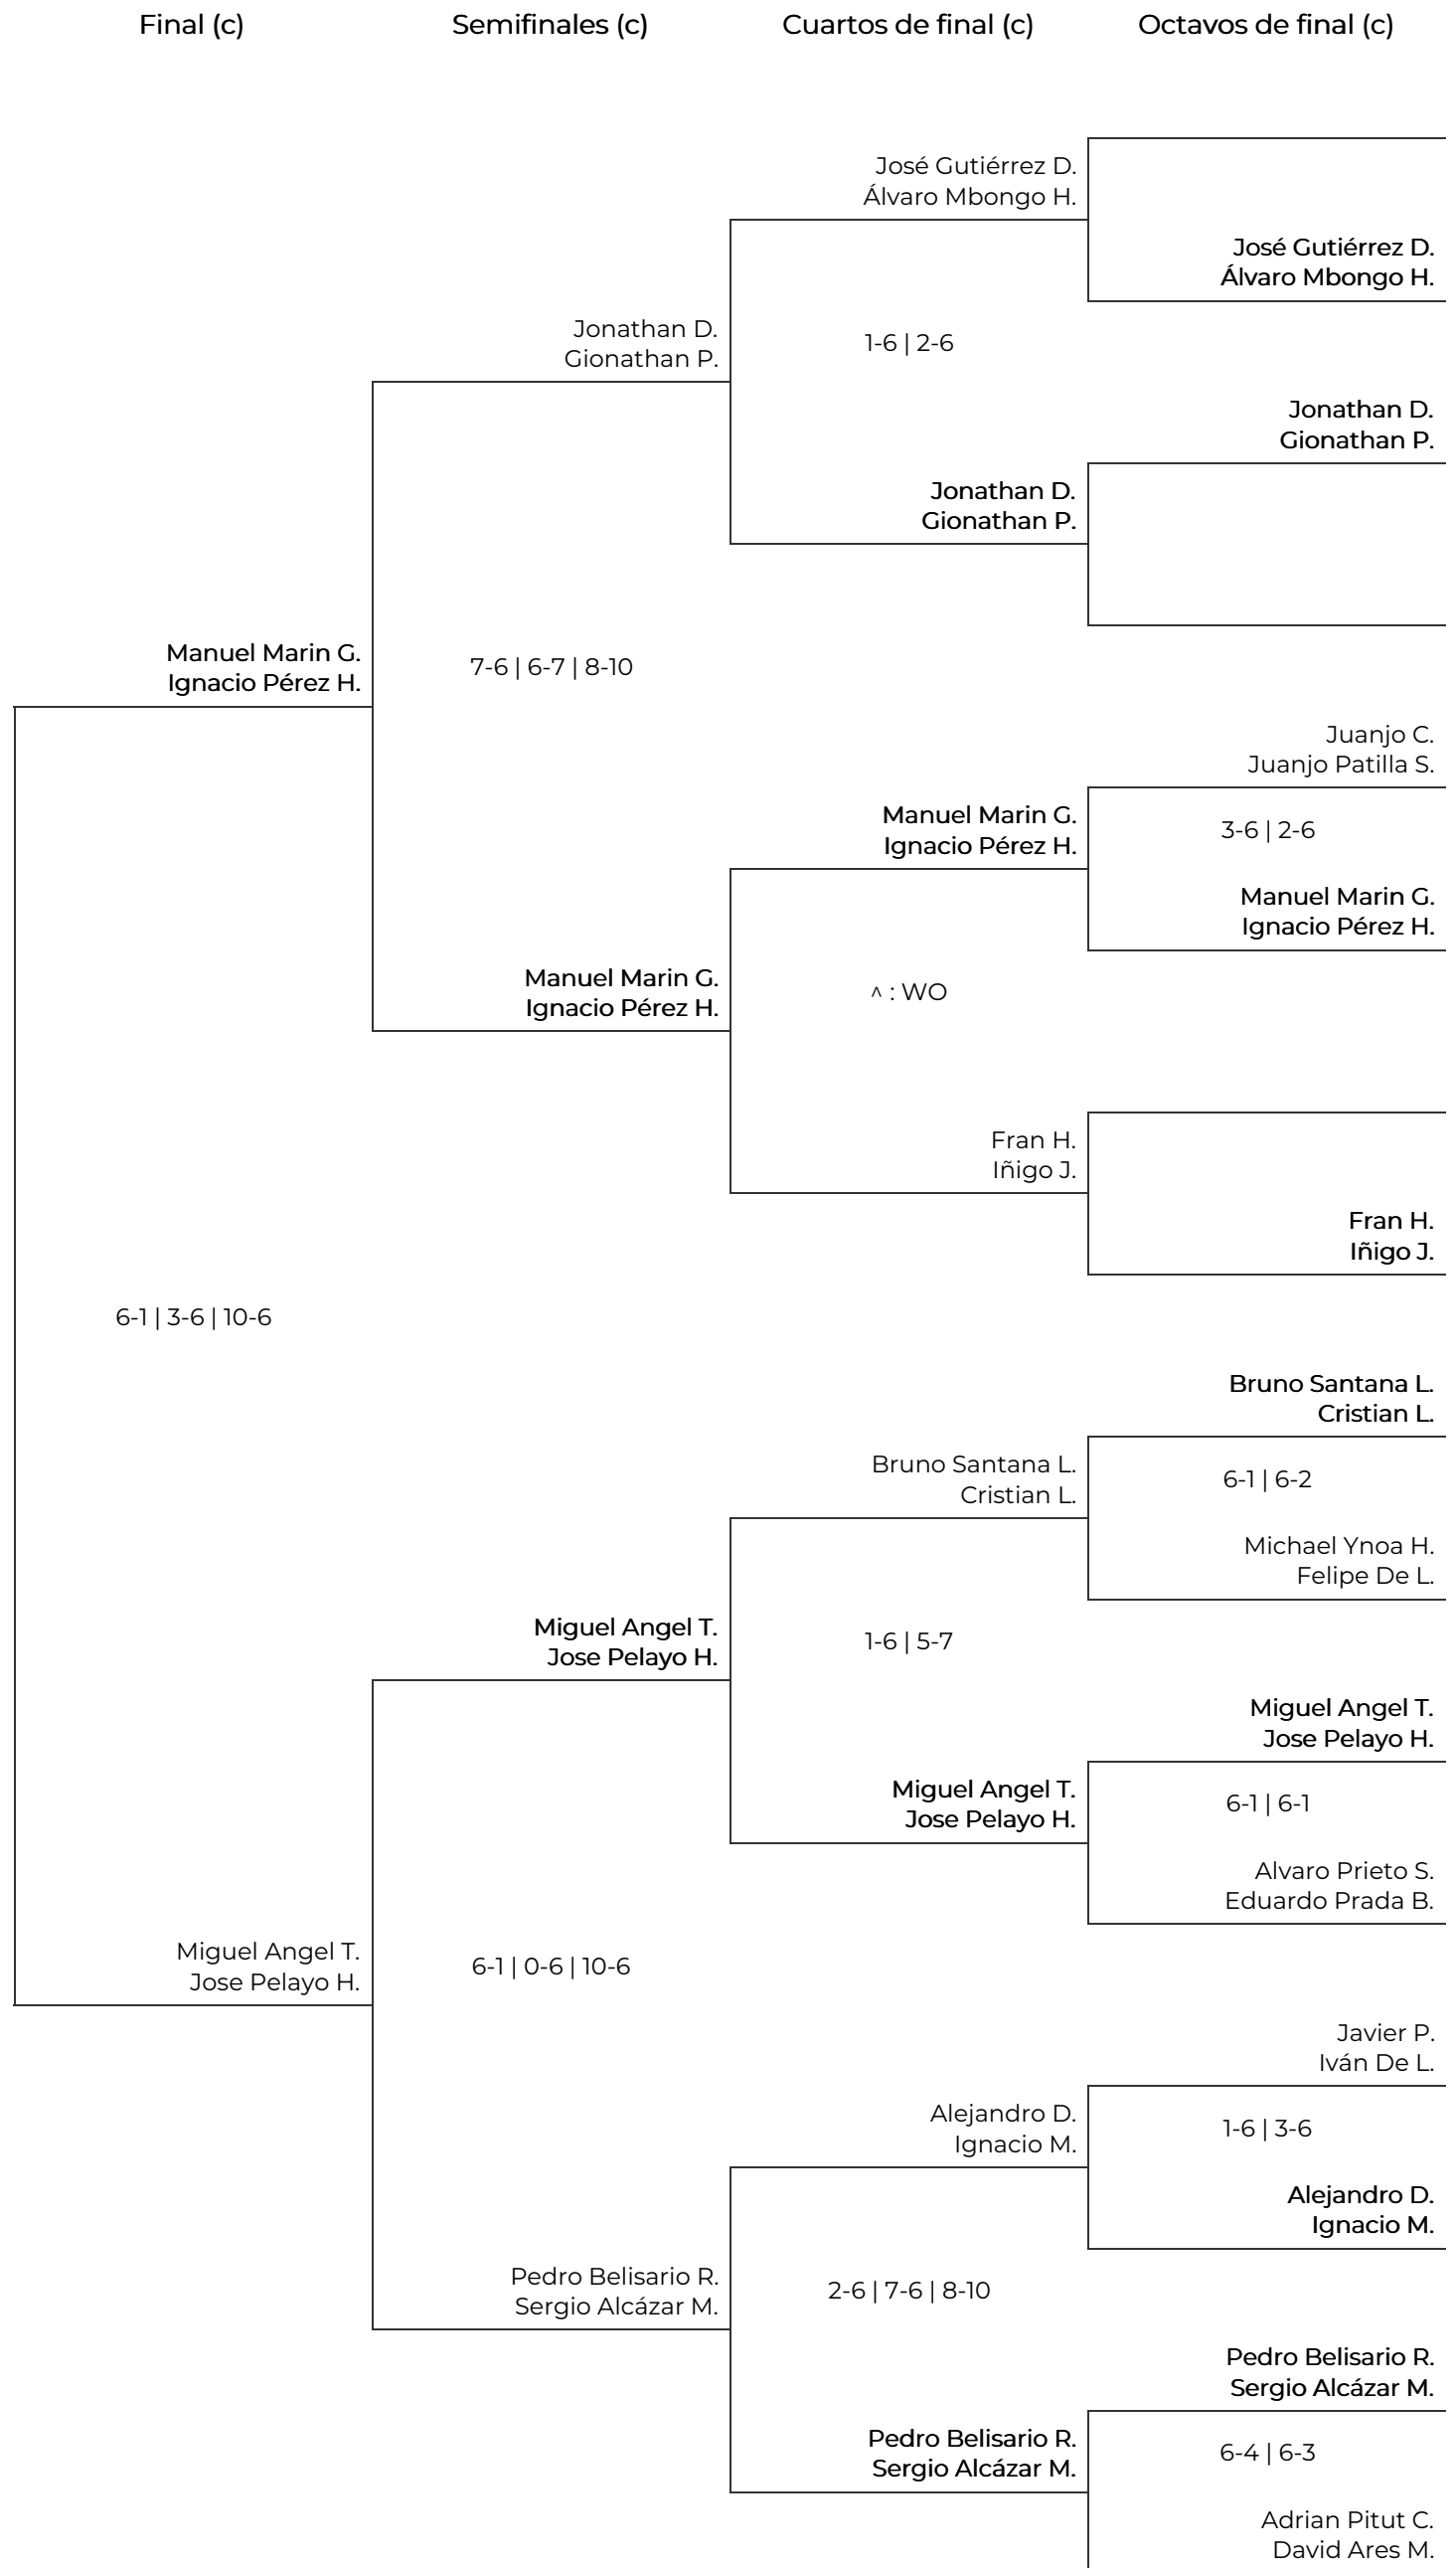 Final (c)
Semifinales (c)
Cuartos de final (c)
Octavos de final (c)
José Gutiérrez D.
Álvaro Mbongo H.
José Gutiérrez D.
Álvaro Mbongo H.
Jonathan D.
Gionathan P.
1-6 | 2-6
Jonathan D.
Gionathan P.
Jonathan D.
Gionathan P.
Manuel Marin G.
Ignacio Pérez H.
7-6 | 6-7 | 8-10
Juanjo C.
Juanjo Patilla S.
Manuel Marin G.
Ignacio Pérez H.
3-6 | 2-6
Manuel Marin G.
Ignacio Pérez H.
Manuel Marin G.
Ignacio Pérez H.
^ : WO
Fran H.
Iñigo J.
Fran H.
Iñigo J.
6-1 | 3-6 | 10-6
Bruno Santana L.
Cristian L.
Bruno Santana L.
Cristian L.
6-1 | 6-2
Michael Ynoa H.
Felipe De L.
Miguel Angel T.
Jose Pelayo H.
1-6 | 5-7
Miguel Angel T.
Jose Pelayo H.
Miguel Angel T.
Jose Pelayo H.
6-1 | 6-1
Alvaro Prieto S.
Eduardo Prada B.
Miguel Angel T.
Jose Pelayo H.
6-1 | 0-6 | 10-6
Javier P.
Iván De L.
Alejandro D.
Ignacio M.
1-6 | 3-6
Alejandro D.
Ignacio M.
Pedro Belisario R.
Sergio Alcázar M.
2-6 | 7-6 | 8-10
Pedro Belisario R.
Sergio Alcázar M.
Pedro Belisario R.
Sergio Alcázar M.
6-4 | 6-3
Adrian Pitut C.
David Ares M.